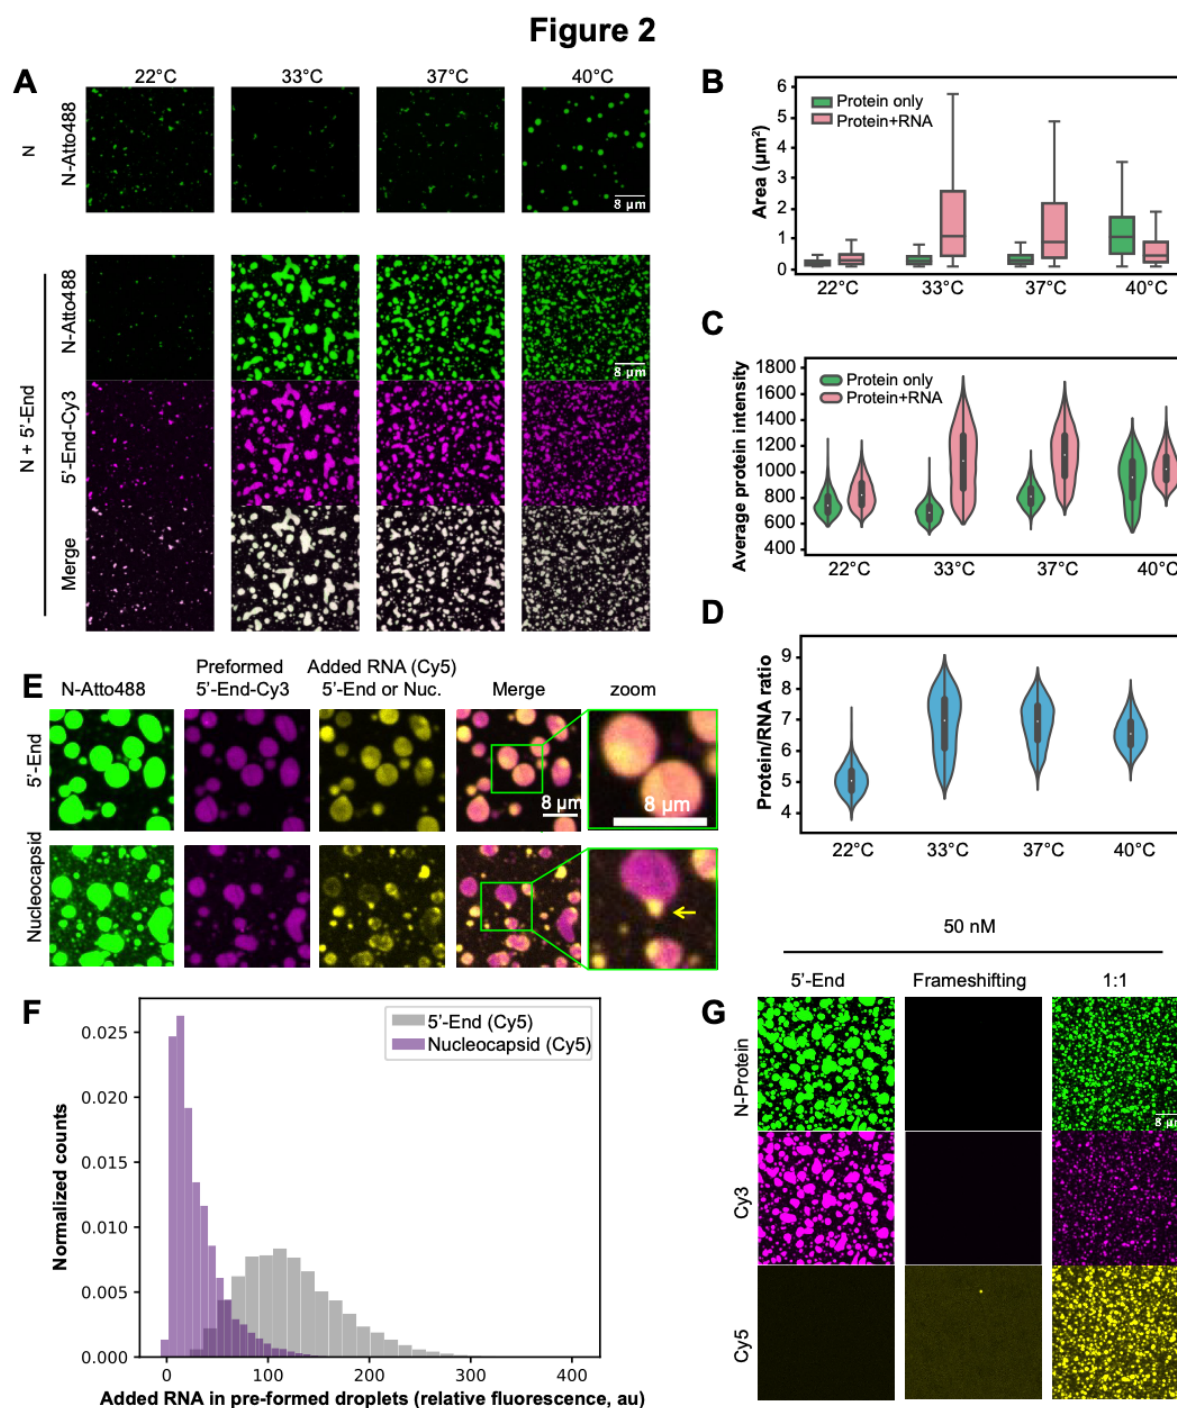 Figure 2
A
22°C 33°C 37°C 40°C
N
N-Atto488
8 µm
N + 5'-End
N-Atto488
8 µm
5'-End-Cy3
Merge
B
Protein only
Protein+RNA
Area (µm²)
6
5
4
3
2
1
0
22°C 33°C 37°C 40°C
C
Protein only
Protein+RNA
Average protein intensity
1800
1600
1400
1200
1000
800
600
400
22°C 33°C 37°C 40°C
D
Protein/RNA ratio
9
8
7
6
5
4
22°C 33°C 37°C 40°C
E
N-Atto488
Preformed
5'-End-Cy3
Added RNA (Cy5)
5'-End or Nuc.
Merge
zoom
5'-End
8 µm
8 µm
Nucleocapsid
F
5'-End (Cy5)
Nucleocapsid (Cy5)
Normalized counts
0.025
0.020
0.015
0.010
0.005
0.000
0 100 200 300 400
Added RNA in pre-formed droplets (relative fluorescence, au)
50 nM
5'-End Frameshifting 1:1
G
N-Protein
8 µm
Cy3
Cy5